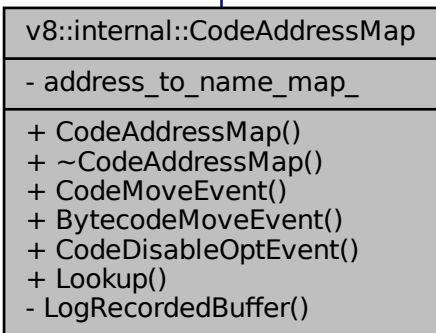 v8::internal::CodeAddressMap
- address_to_name_map_
+ CodeAddressMap()
+ ~CodeAddressMap()
+ CodeMoveEvent()
+ BytecodeMoveEvent()
+ CodeDisableOptEvent()
+ Lookup()
- LogRecordedBuffer()